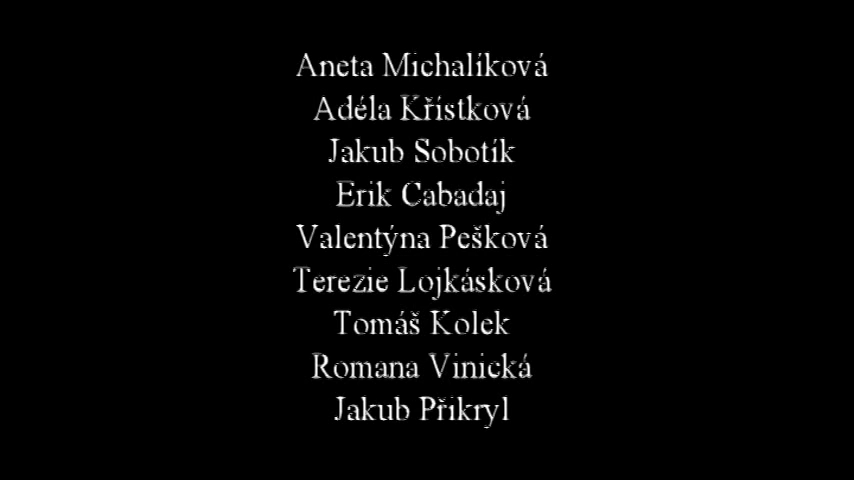 Aneta Michalíková
Adéla Křístková
Jakub Sobotík
Erik Cabadaj
Valentýna Pešková
Terezie Lojkásková
Tomáš Kolek
Romana Vinická
Jakub Přikryl